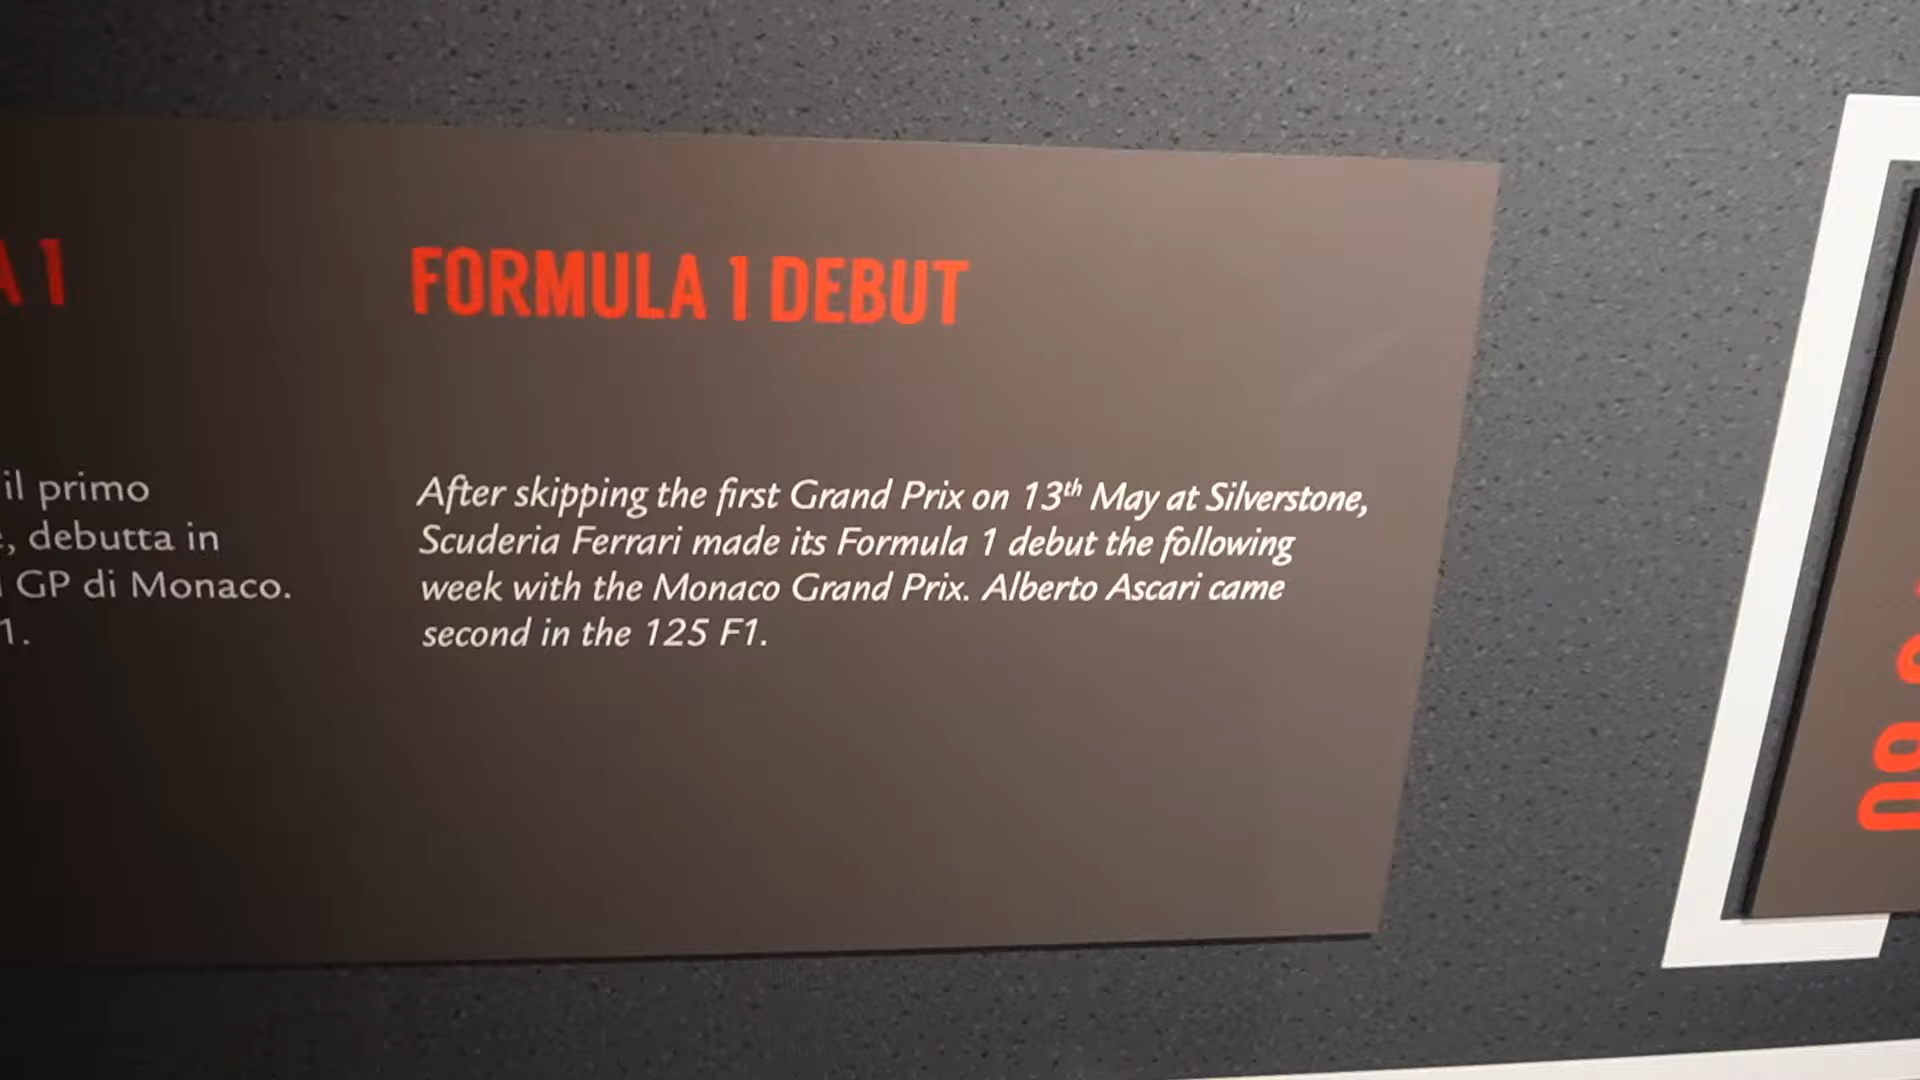 A 1
il primo
debutta in
GP di Monaco.
1.
FORMULA 1 DEBUT
After skipping the first Grand Prix on 13th May at Silverstone,
Scuderia Ferrari made its Formula 1 debut the following
week with the Monaco Grand Prix. Alberto Ascari came
second in the 125 F1.